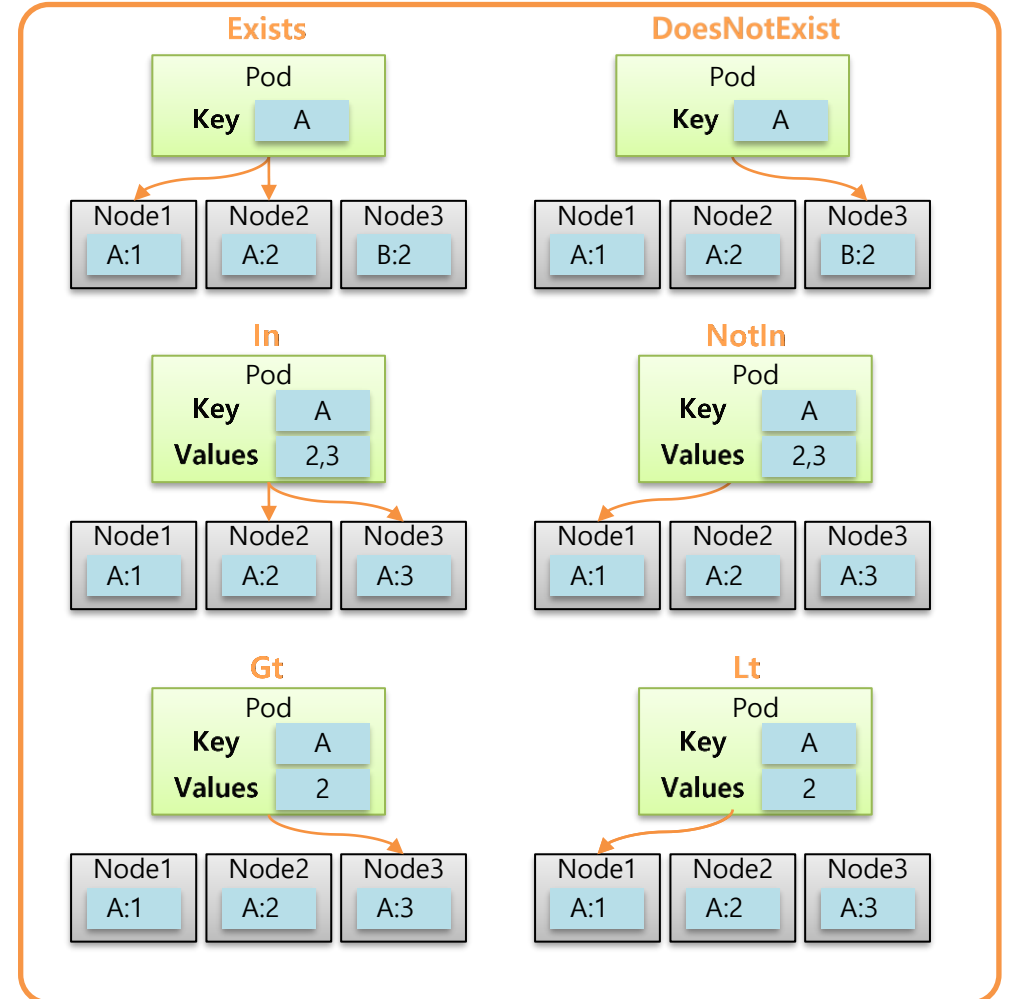 Exists
Pod
Key A
Node1 Node2 Node3
A:1 A:2 B:2
DoesNotExist
Pod
Key A
Node1 Node2 Node3
A:1 A:2 B:2
In
Pod
Key A
Values 2,3
Node1 Node2 Node3
A:1 A:2 A:3
NotIn
Pod
Key A
Values 2,3
Node1 Node2 Node3
A:1 A:2 A:3
Gt
Pod
Key A
Values 2
Node1 Node2 Node3
A:1 A:2 A:3
Lt
Pod
Key A
Values 2
Node1 Node2 Node3
A:1 A:2 A:3